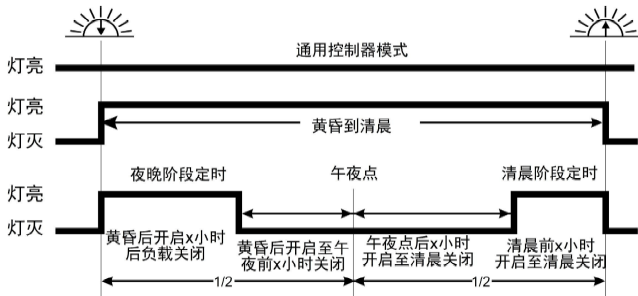 通用控制器模式
灯亮
灯亮
黄昏到清晨
灯灭
夜晚阶段定时
午夜点
清晨阶段定时
灯亮
灯灭
黄昏后开启x小时
后负载关闭
黄昏后开启至午
夜前x小时关闭
午夜点后x小时
开启至清晨关闭
清晨前x小时
开启至清晨关闭
1/2
1/2